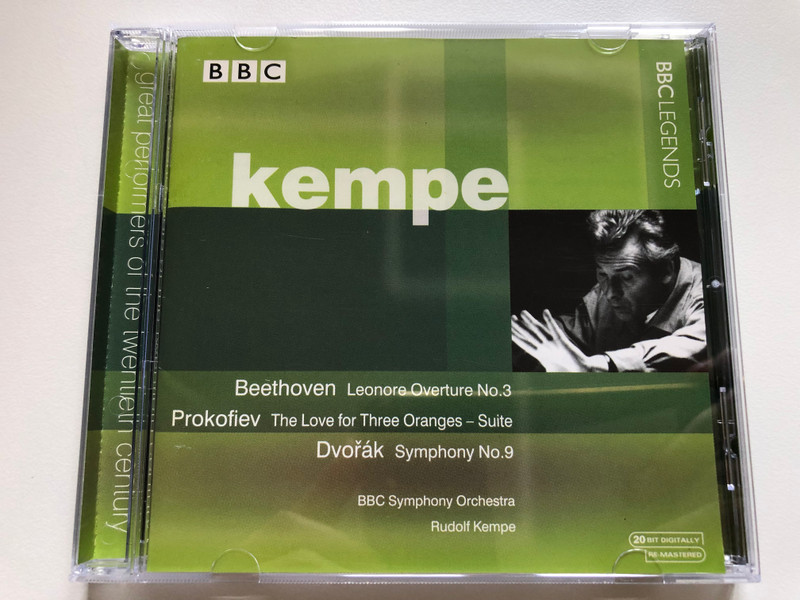 BBC
BBC LEGENDS
kempe
great performers of the twentieth century
Beethoven Leonore Overture No.3
Prokofiev The Love for Three Oranges – Suite
Dvořák Symphony No.9
BBC Symphony Orchestra
Rudolf Kempe
20 BIT DIGITALLY
RE-MASTERED